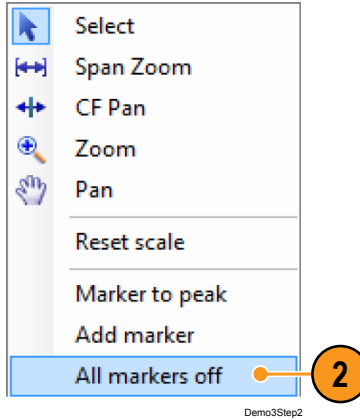 Select
Span Zoom
CF Pan
Zoom
Pan
Reset scale
Marker to peak
Add marker
All markers off
2
Demo3Step2